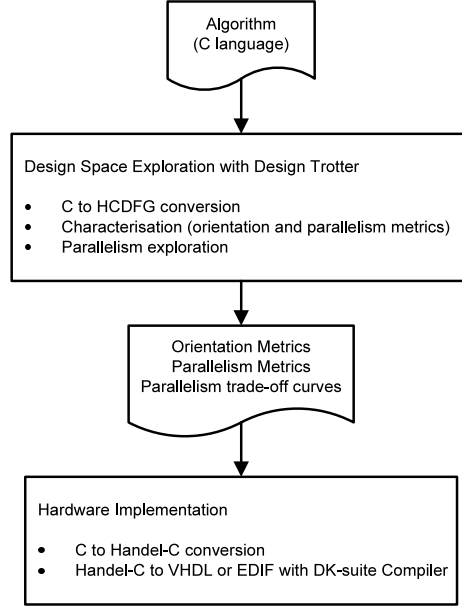 Algorithm
(C language)
Design Space Exploration with Design Trotter
• C to HCDFG conversion
• Characterisation (orientation and parallelism metrics)
• Parallelism exploration
Orientation Metrics
Parallelism Metrics
Parallelism trade-off curves
Hardware Implementation
• C to Handel-C conversion
• Handel-C to VHDL or EDIF with DK-suite Compiler